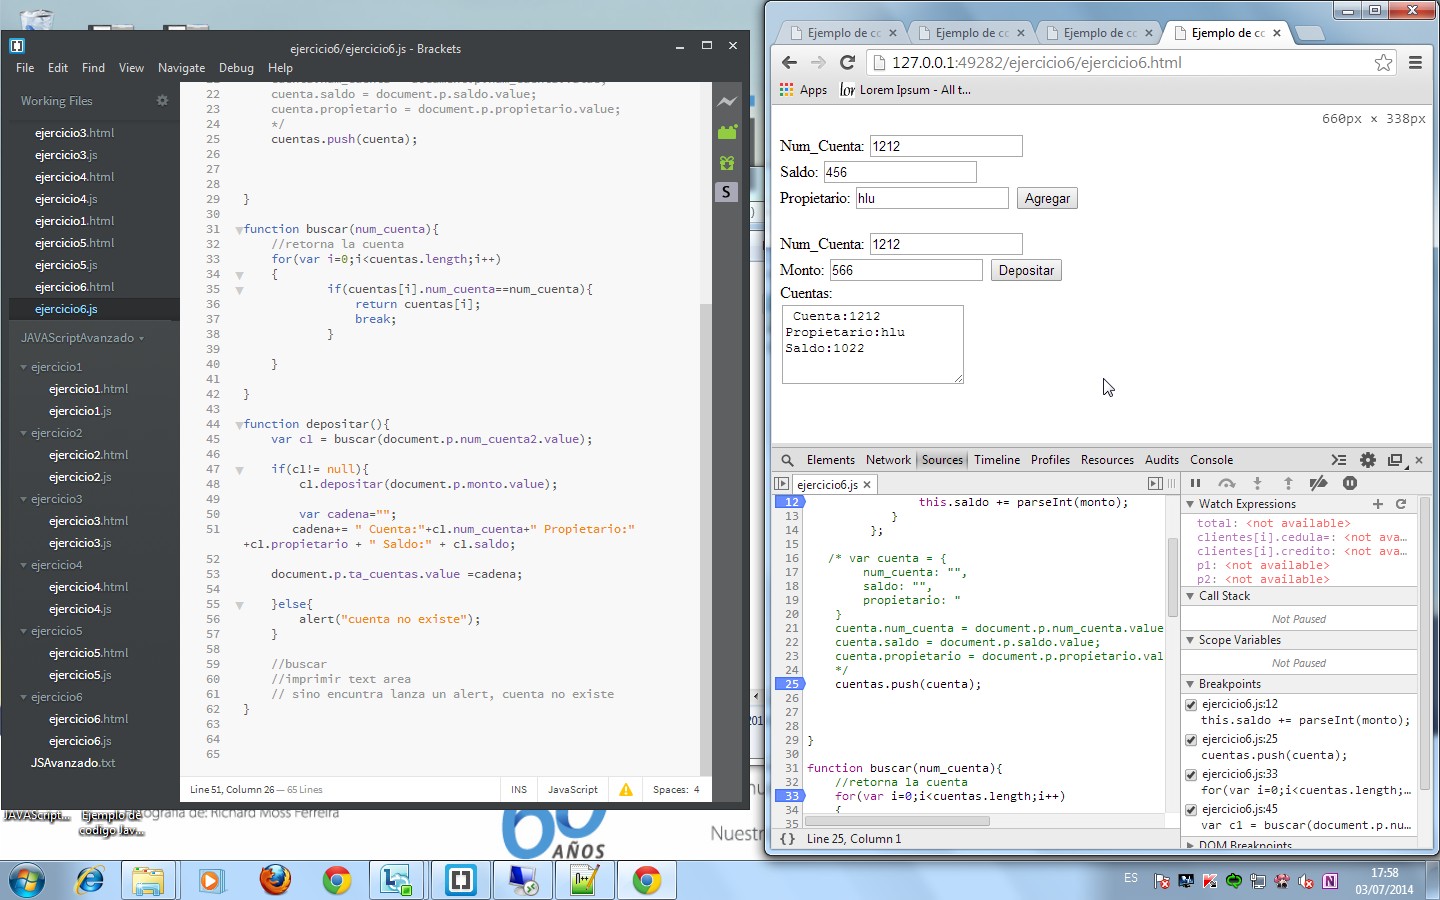 ejercicio6/ejercicio6.js - Brackets
File Edit Find View Navigate Debug Help
Working Files
ejercicio3.html
ejercicio3.js
ejercicio4.html
ejercicio4.js
ejercicio1.html
ejercicio5.html
ejercicio5.js
ejercicio6.html
ejercicio6.js
JAVAScriptAvanzado
ejercicio1
ejercicio1.html
ejercicio1.js
ejercicio2
ejercicio2.html
ejercicio2.js
ejercicio3
ejercicio3.html
ejercicio3.js
ejercicio4
ejercicio4.html
ejercicio4.js
ejercicio5
ejercicio5.html
ejercicio5.js
ejercicio6
ejercicio6.html
ejercicio6.js
JSAvanzado.txt
22 cuenta.saldo = document.p.saldo.value;
23 cuenta.propietario = document.p.propietario.value;
24 */
25 cuentas.push(cuenta);
26
27
28
29 }
30
31 function buscar(num_cuenta){
32 //retorna la cuenta
33 for(var i=0;i<cuentas.length;i++)
34 {
35 if(cuentas[i].num_cuenta==num_cuenta){
36 return cuentas[i];
37 break;
38 }
39
40 }
41
42 }
43
44 function depositar(){
45 var cl = buscar(document.p.num_cuenta2.value);
46
47 if(cl!= null){
48 cl.depositar(document.p.monto.value);
49
50 var cadena="";
51 cadena+= " Cuenta:"+cl.num_cuenta+" Propietario:"
+cl.propietario + " Saldo:" + cl.saldo;
52
53 document.p.ta_cuentas.value =cadena;
54
55 }else{
56 alert("cuenta no existe");
57 }
58
59 //buscar
60 //imprimir text area
61 // sino encuntra lanza un alert, cuenta no existe
62 }
63
64
65
S
Line 51, Column 26 — 65 Lines
INS
JavaScript
Spaces: 4
Ejemplo de cc
Ejemplo de cc
Ejemplo de cc
Ejemplo de cc
127.0.0.1:49282/ejercicio6/ejercicio6.html
Apps
lor Lorem Ipsum - All t...
660px × 338px
Num_Cuenta: 1212
Saldo: 456
Propietario: hlu Agregar
Num_Cuenta: 1212
Monto: 566 Depositar
Cuentas:
Cuenta:1212
Propietario:hlu
Saldo:1022
Elements Network Sources Timeline Profiles Resources Audits Console
ejercicio6.js
12 this.saldo += parseInt(monto);
13 }
14 };
15
16 /* var cuenta = {
17 num_cuenta: "",
18 saldo: "",
19 propietario: "
20 }
21 cuenta.num_cuenta = document.p.num_cuenta.value
22 cuenta.saldo = document.p.saldo.value;
23 cuenta.propietario = document.p.propietario.val
24 */
25 cuentas.push(cuenta);
26
27
28
29 }
30
31 function buscar(num_cuenta){
32 //retorna la cuenta
33 for(var i=0;i<cuentas.length;i++)
34 {
35
{} Line 25, Column 1
Watch Expressions
total: <not available>
clientes[i].cedula=: <not ava...
clientes[i].credito: <not ava...
p1: <not available>
p2: <not available>
Call Stack
Not Paused
Scope Variables
Not Paused
Breakpoints
ejercicio6.js:12
this.saldo += parseInt(monto);
ejercicio6.js:25
cuentas.push(cuenta);
ejercicio6.js:33
for(var i=0;i<cuentas.length;...
ejercicio6.js:45
var c1 = buscar(document.p.nu...
DOM Breakpoints
JAVAScript...
Ejemplo de
codigo Jav...
ografia de: Richard Moss Ferreira
60
AÑOS
Nuestr
ES
17:58
03/07/2014